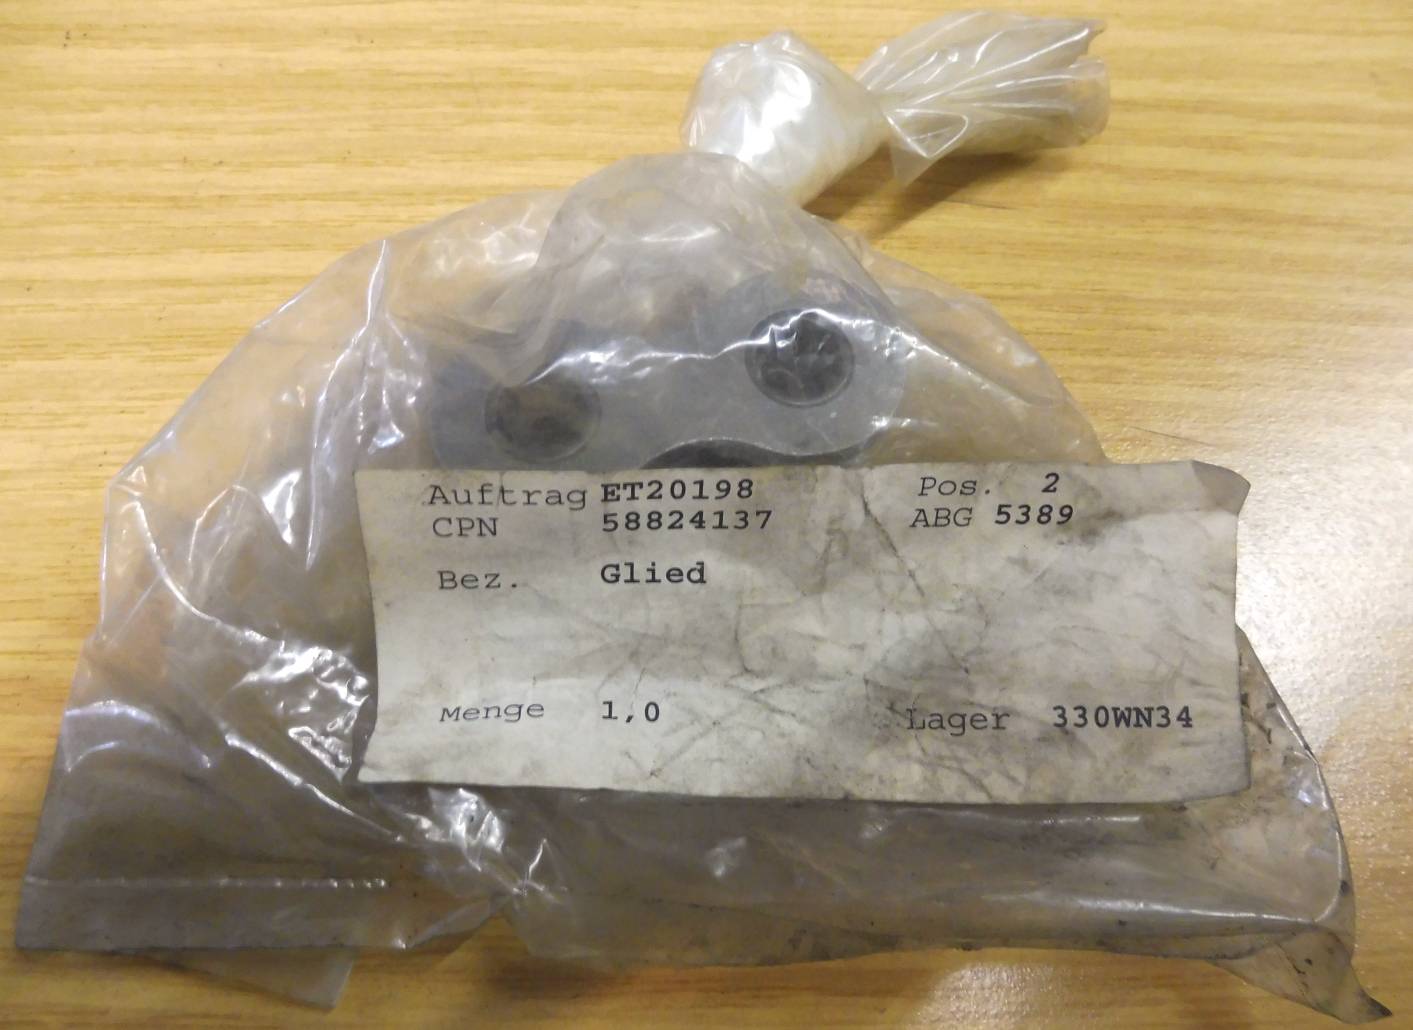 Auftrag ET20198 Pos. 2
CPN 58824137 ABG 5389
Bez. Glied
Menge 1,0 Lager 330WN34